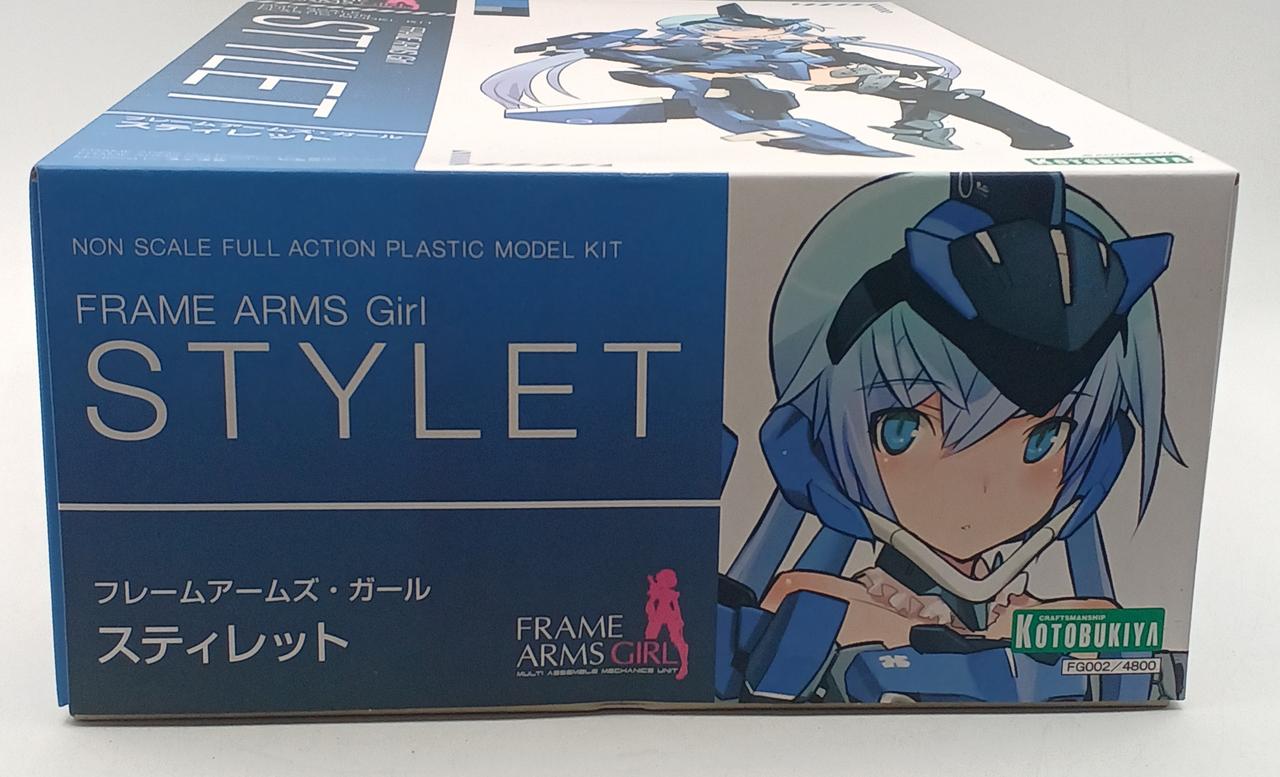 FRAME ARMS Girl
STYLET
フレームアームズ・ガール
スティレット
KOTOBUKIYA
NON SCALE FULL ACTION PLASTIC MODEL KIT
FRAME ARMS Girl
STYLET
フレームアームズ・ガール
スティレット
FRAME
ARMS GIRL
MULTI ASSEMBLE MECHANICS UNIT
CRAFTSMANSHIP
KOTOBUKIYA
FG002/4800